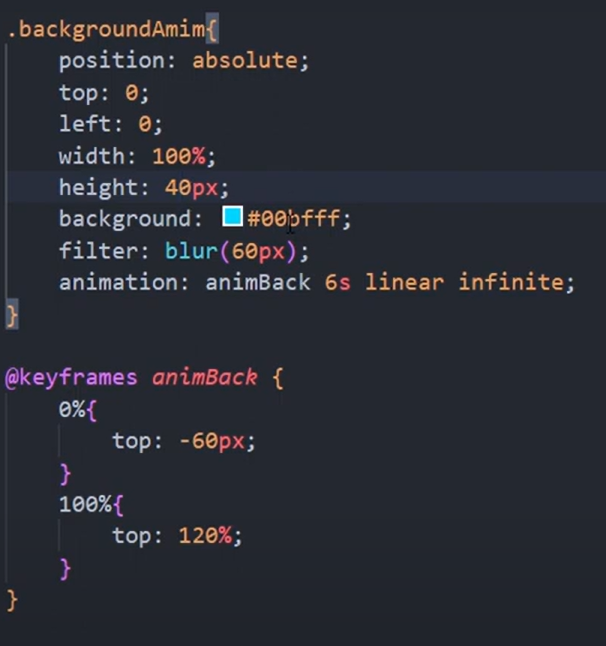 .backgroundAmim{
    position: absolute;
    top: 0;
    left: 0;
    width: 100%;
    height: 40px;
    background: #00bfff;
    filter: blur(60px);
    animation: animBack 6s linear infinite;
}
@keyframes animBack {
    0%{
        top: -60px;
    }
    100%{
        top: 120%;
    }
}